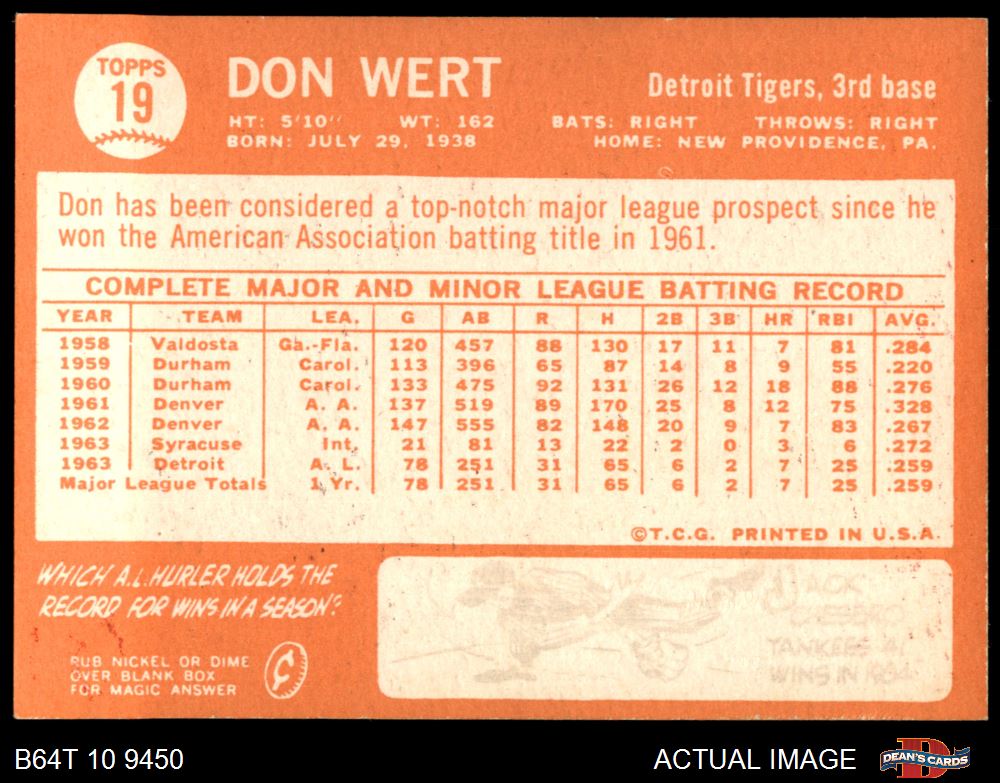 TOPPS
19
DON WERT
Detroit Tigers, 3rd base
HT: 5'10" WT: 162 BATS: RIGHT THROWS: RIGHT
BORN: JULY 29, 1938 HOME: NEW PROVIDENCE, PA.
Don has been considered a top-notch major league prospect since he
won the American Association batting title in 1961.
COMPLETE MAJOR AND MINOR LEAGUE BATTING RECORD
YEAR TEAM LEA. G AB R H 2B 3B HR RBI AVG.
1958 Valdosta Ga.-Fla. 120 457 88 130 17 11 7 81 .284
1959 Durham Carol. 113 396 65 87 14 8 9 55 .220
1960 Durham Carol. 133 475 92 131 26 12 18 88 .276
1961 Denver A. A. 137 519 89 170 25 8 12 75 .328
1962 Denver A. A. 147 555 82 148 20 9 7 83 .267
1963 Syracuse Int. 21 81 13 22 2 0 3 6 .272
1963 Detroit A. L. 78 251 31 65 6 2 7 25 .259
Major League Totals 1 Yr. 78 251 31 65 6 2 7 25 .259
©T.C.G. PRINTED IN U.S.A.
WHICH A.L. HURLER HOLDS THE
RECORD FOR WINS IN A SEASON?
RUB NICKEL OR DIME
OVER BLANK BOX
FOR MAGIC ANSWER
JACK
YANKEES 41
WINS IN
B64T 10 9450 ACTUAL IMAGE DEAN'S CARDS